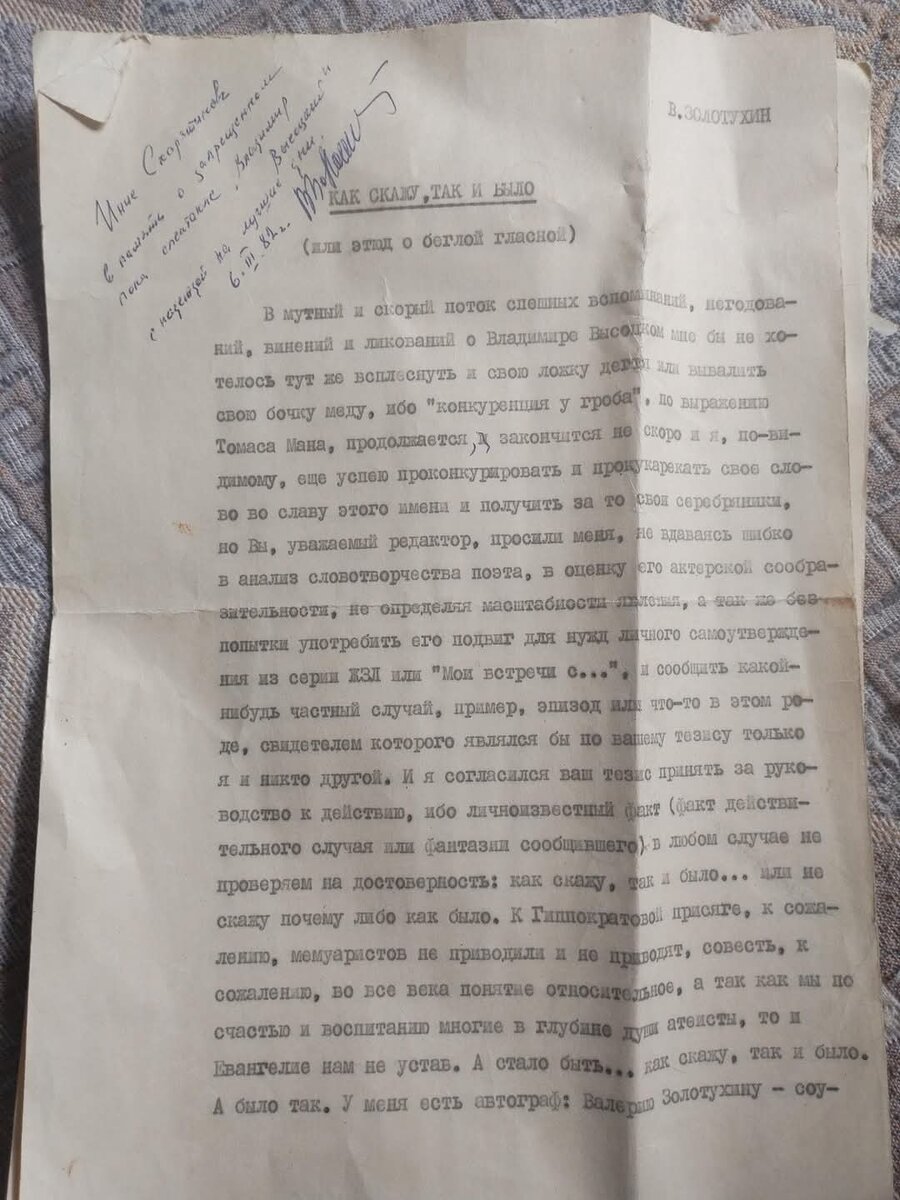 Инне
в память о запрещенном
пока спектакле "Владимир
Высоцкий"
с надеждой на лучшие дни.
6. III. 82 г.
В. ЗОЛОТУХИН
КАК СКАЖУ, ТАК И БЫЛО
(или этюд о беглой гласной)
В мутный и скорый поток спешных вспоминаний, негодова-
ний, винений и ликований о Владимире Высоцком мне бы не хо-
телось тут же всплеснуть и свою ложку дегтя или вывалить
свою бочку меду, ибо "конкуренция у гроба", по выражению
Томаса Мана, продолжается, закончится не скоро и я, по-ви-
димому, еще успею проконкурировать и прокукарекать свое сло-
во во славу этого имени и получить за то свои серебряники,
но Вы, уважаемый редактор, просили меня, не вдаваясь шибко
в анализ словотворчества поэта, в оценку его актерской сообра-
зительности, не определяя масштабности явления, а так же без
попытки употребить его подвиг для нужд личного самоутвержде-
ния из серии ЖЗЛ или "Мои встречи с...", и сообщить какой-
нибудь частный случай, пример, эпизод или что-то в этом ро-
де, свидетелем которого являлся бы по вашему тезису только
я и никто другой. И я согласился ваш тезис принять за руко-
водство к действию, ибо личноизвестный факт (факт действи-
тельного случая или фантазии сообщившего) в любом случае не
проверяем на достоверность: как скажу, так и было... или не
скажу почему либо как было. К Гиппократовой присяге, к сожа-
лению, мемуаристов не приводили и не приводят, совесть, к
сожалению, во все века понятие относительное, а так как мы по
счастью и воспитанию многие в глубине души атеисты, то и
Евангелие нам не устав. А стало быть... как скажу, так и было.
А было так. У меня есть автограф: Валерию Золотухину - соу-